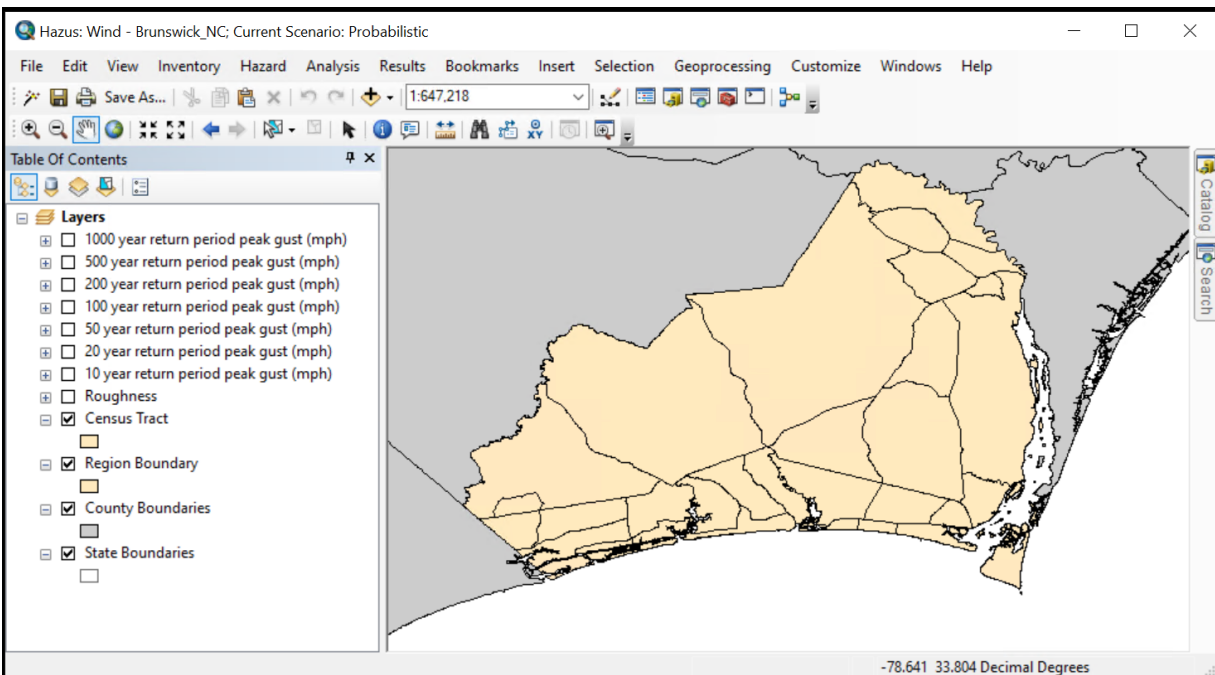 Hazus: Wind - Brunswick_NC; Current Scenario: Probabilistic
File Edit View Inventory Hazard Analysis Results Bookmarks Insert Selection Geoprocessing Customize Windows Help
Save As... 1:647,218
XY
Table Of Contents
Layers
1000 year return period peak gust (mph)
500 year return period peak gust (mph)
200 year return period peak gust (mph)
100 year return period peak gust (mph)
50 year return period peak gust (mph)
20 year return period peak gust (mph)
10 year return period peak gust (mph)
Roughness
Census Tract
Region Boundary
County Boundaries
State Boundaries
Catalog
Search
-78.641 33.804 Decimal Degrees